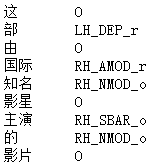 这 O
部 LH_DEP_r
由 O
国际 RH_AMOD_r
知名 RH_NMOD_o
影星 O
主演 RH_SBAR_o
的 RH_NMOD_o
影片 O